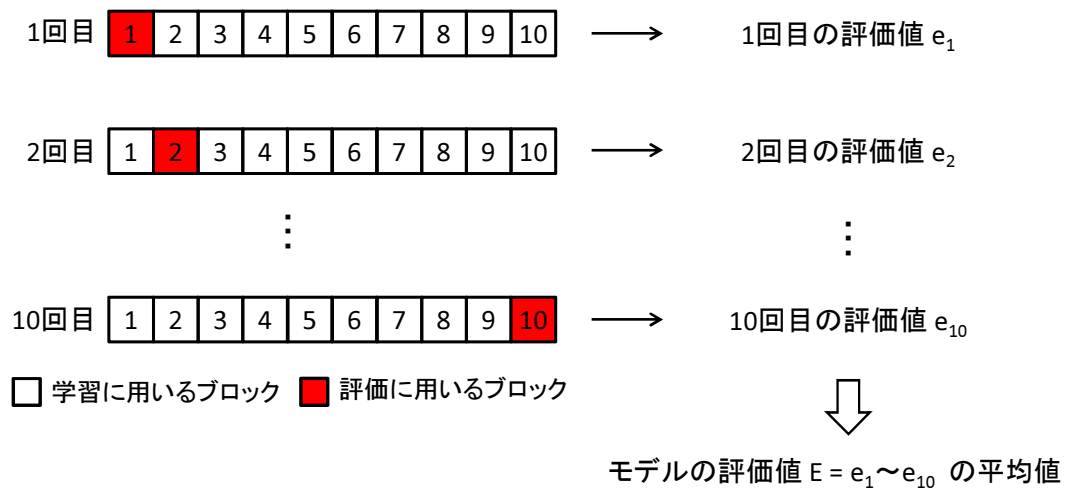 1回目 1 2 3 4 5 6 7 8 9 10 → 1回目の評価値 e₁
2回目 1 2 3 4 5 6 7 8 9 10 → 2回目の評価値 e₂
⋮ ⋮
10回目 1 2 3 4 5 6 7 8 9 10 → 10回目の評価値 e₁₀
学習に用いるブロック 評価に用いるブロック
モデルの評価値 E = e₁～e₁₀ の平均値